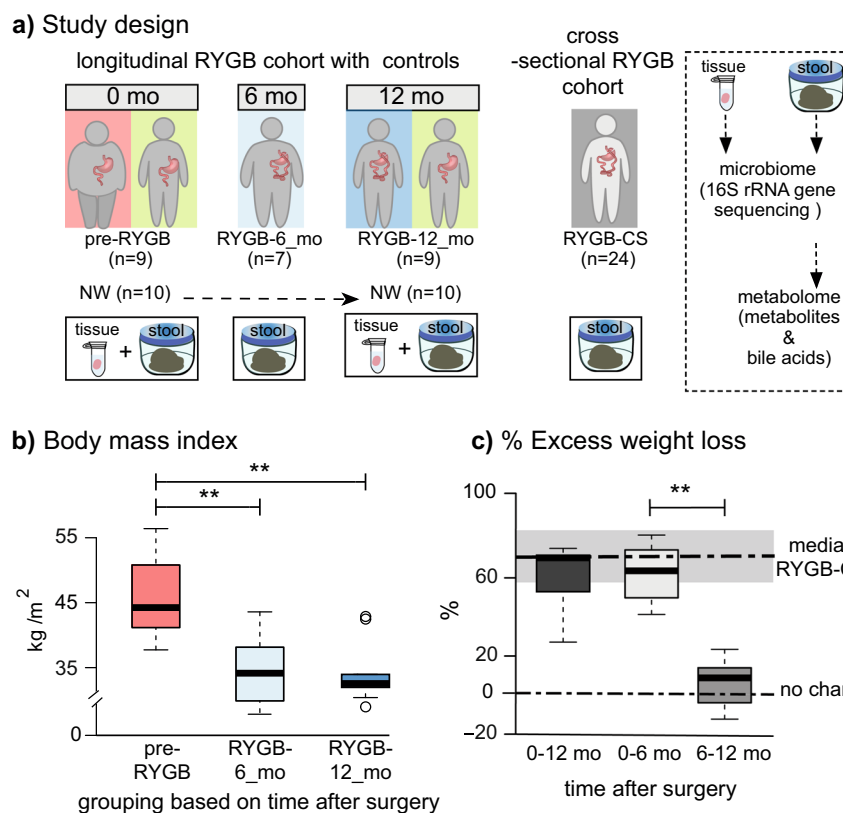 a) Study design
longitudinal RYGB cohort with controls
0 mo
6 mo
12 mo
pre-RYGB
(n=9)
RYGB-6_mo
(n=7)
RYGB-12_mo
(n=9)
NW (n=10)
NW (n=10)
tissue
+
stool
stool
tissue
+
stool
cross
-sectional RYGB
cohort
RYGB-CS
(n=24)
stool
tissue
stool
microbiome
(16S rRNA gene
sequencing )
metabolome
(metabolites
&
bile acids)
b) Body mass index
**
**
kg/m²
55
45
35
0
pre-
RYGB
RYGB-
6_mo
RYGB-
12_mo
grouping based on time after surgery
c) % Excess weight loss
**
%
100
60
20
0
−20
media
RYGB-C
no char
0-12 mo
0-6 mo
6-12 mo
time after surgery